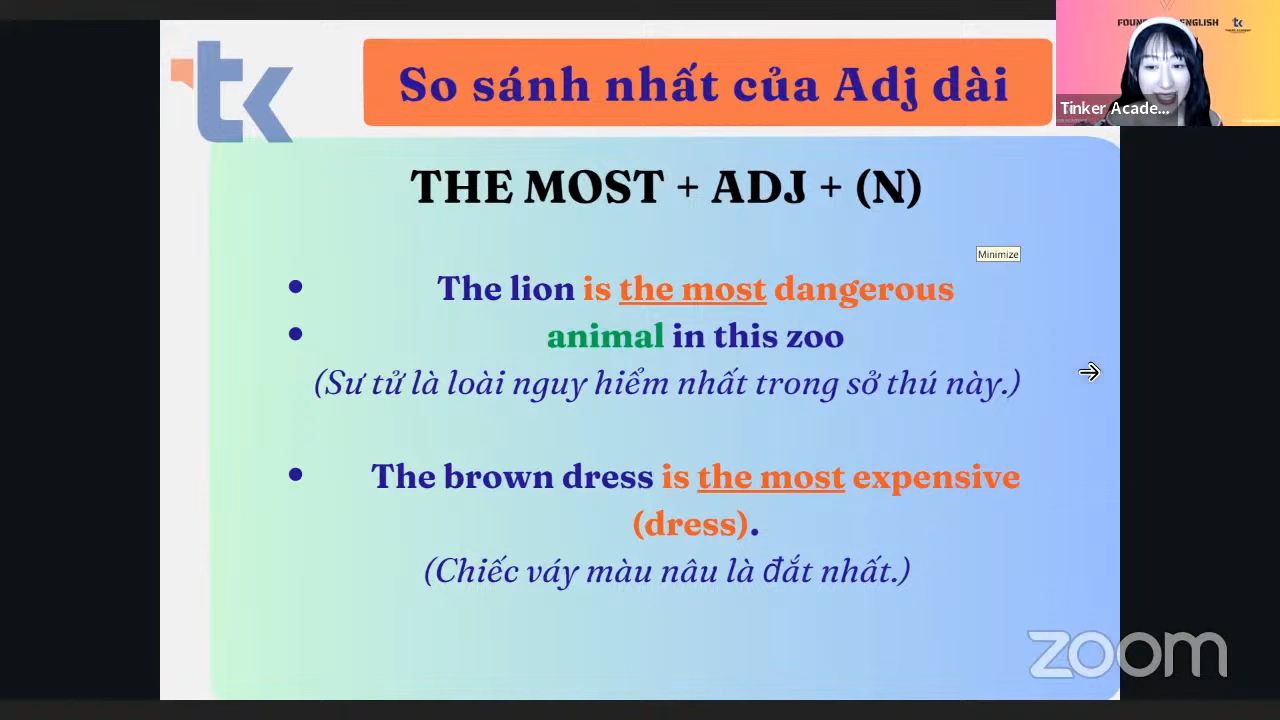 tk
So sánh nhất của Adj dài
Tinker Acade...
THE MOST + ADJ + (N)
Minimize
• The lion is the most dangerous
• animal in this zoo
(Sư tử là loài nguy hiểm nhất trong sở thú này.)
• The brown dress is the most expensive
(dress).
(Chiếc váy màu nâu là đắt nhất.)
zoom